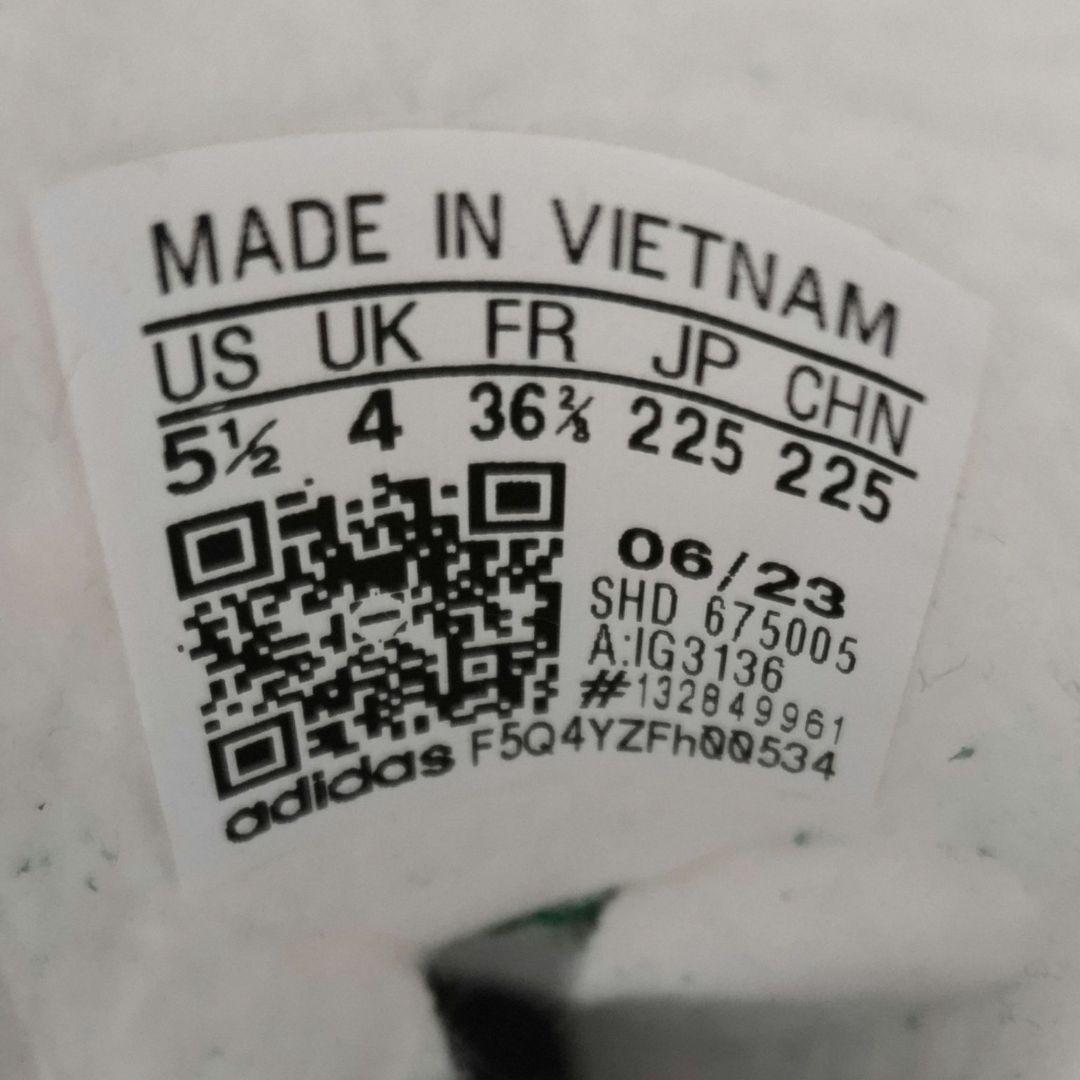 MADE IN VIETNAM
US UK FR JP CHN
5½ 4 36⅔ 225 225
06/23
SHD 675005
A:IG3136
#132849961
adidas F5Q4YZFh00534